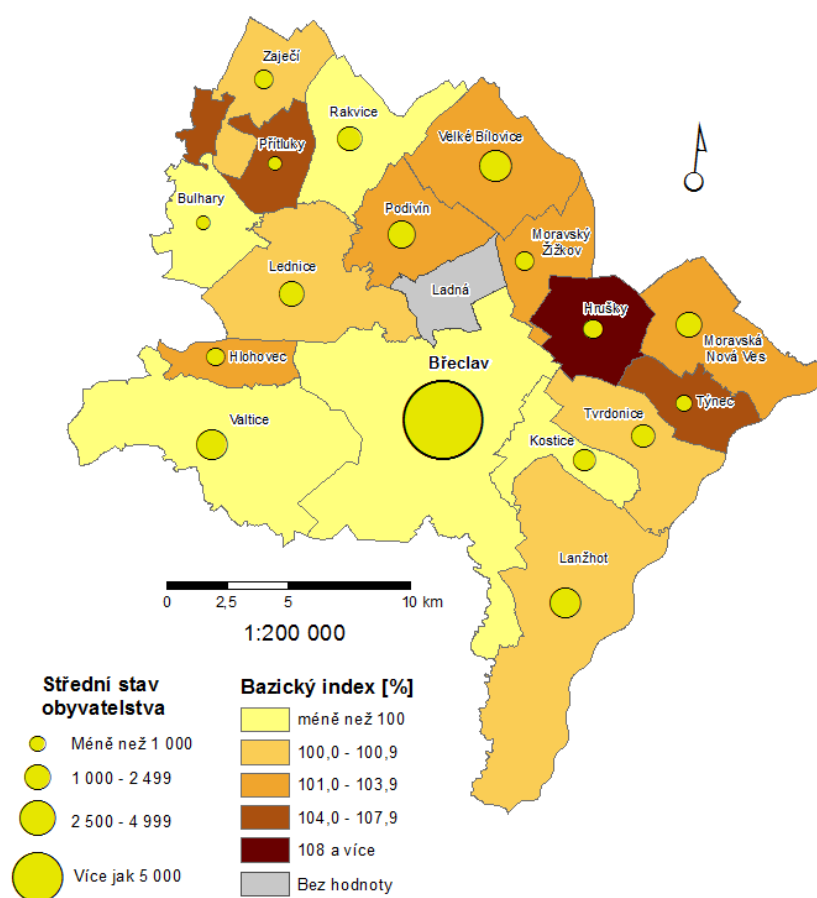 Zaječí
Rakvice
Velké Bílovice
Přítluky
Bulhary
Podivín
Moravský
Žižkov
Lednice
Ladná
Hrušky
Moravská
Nová Ves
Hlohovec
Břeclav
Týnec
Valtice
Tvrdonice
Kostice
Lanžhot
0 2,5 5 10 km
1:200 000
Střední stav
obyvatelstva
Méně než 1 000
1 000 - 2 499
2 500 - 4 999
Více jak 5 000
Bazický index [%]
méně než 100
100,0 - 100,9
101,0 - 103,9
104,0 - 107,9
108 a více
Bez hodnoty